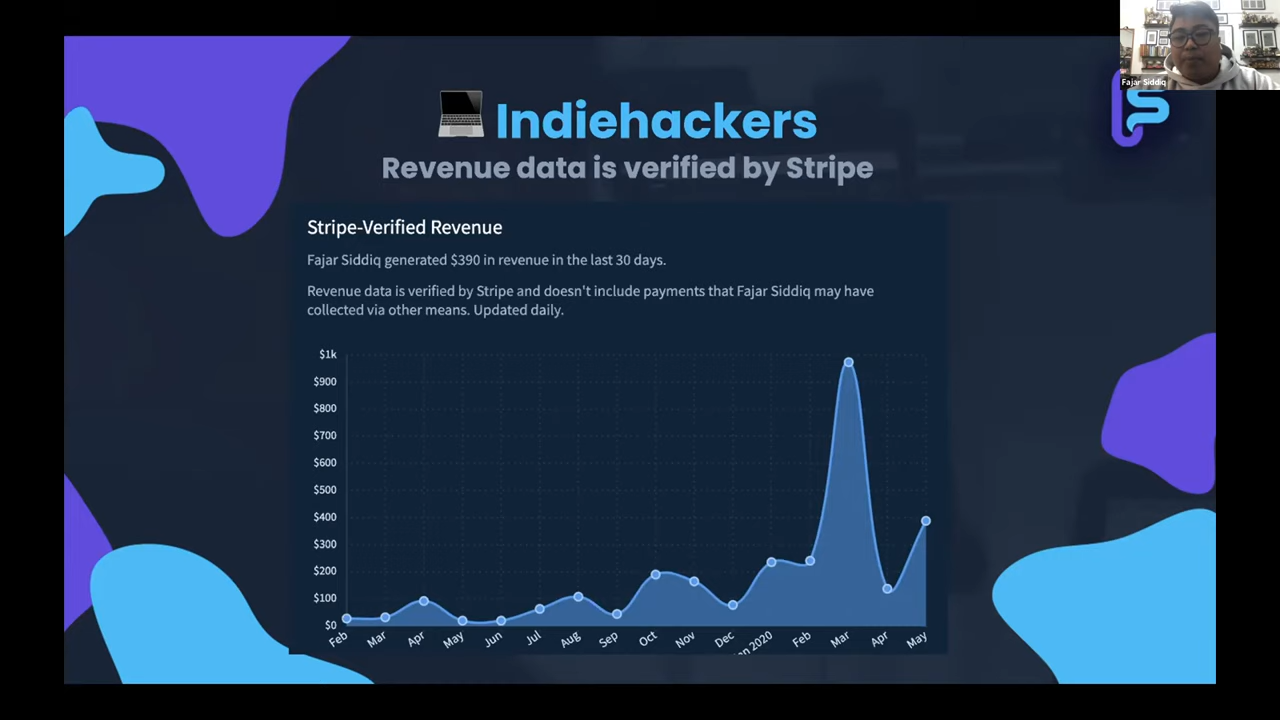 Fajar Siddiq
Indiehackers
Revenue data is verified by Stripe
Stripe-Verified Revenue
Fajar Siddiq generated $390 in revenue in the last 30 days.
Revenue data is verified by Stripe and doesn't include payments that Fajar Siddiq may have
collected via other means. Updated daily.
$1k
$900
$800
$700
$600
$500
$400
$300
$200
$100
$0
Feb Mar Apr May Jun Jul Aug Sep Oct Nov Dec an 2020 Feb Mar Apr May